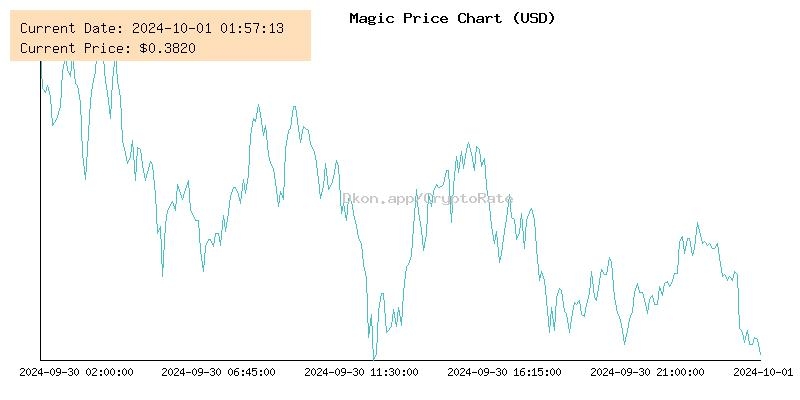 Magic Price Chart (USD)
Current Date: 2024-10-01 01:57:13
Current Price: $0.3820
Dkon.app/CryptoRate
2024-09-30 02:00:00 2024-09-30 06:45:00 2024-09-30 11:30:00 2024-09-30 16:15:00 2024-09-30 21:00:00 2024-10-01